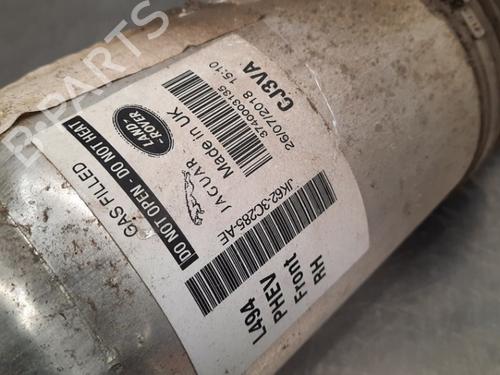 B-PARTS
GAS FILLED
DO NOT OPEN - DO NOT HEAT
LAND-
-ROVER
JAGUAR
Made in UK
3740003135
26/07/2018 15:10
CJ3VA
JK62-3C285-AE
L494
PHEV
Front
RH